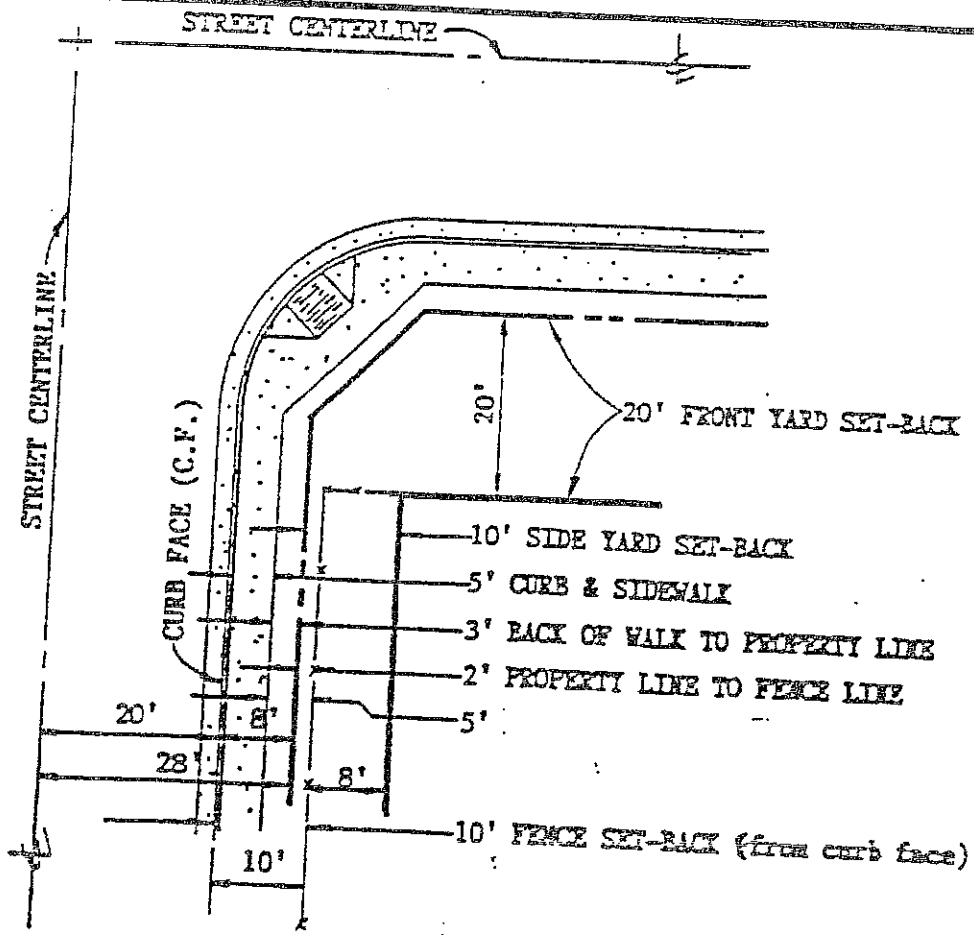 STREET CENTERLINE
STREET CENTERLINE
CURB FACE (C.F.)
20'
20' FRONT YARD SET-BACK
10' SIDE YARD SET-BACK
5' CURB & SIDEWALK
3' BACK OF WALK TO PROPERTY LINE
2' PROPERTY LINE TO FENCE LINE
5'
20'
8'
28'
8'
10' FENCE SET-BACK (from curb face)
10'